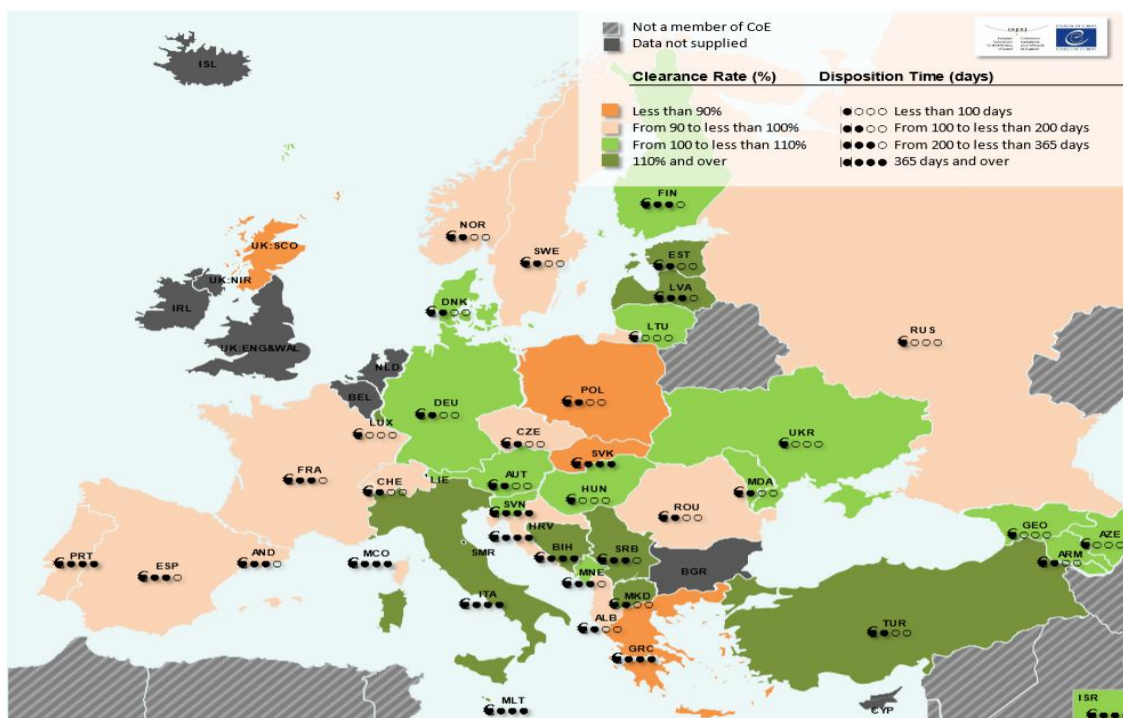 Not a member of CoE
Data not supplied
Clearance Rate (%) Disposition Time (days)
Less than 90% Less than 100 days
From 90 to less than 100% From 100 to less than 200 days
From 100 to less than 110% From 200 to less than 365 days
110% and over 365 days and over
ISL
FIN
NOR
SWE
UK:SCO
EST
UK:NIR
LVA
DNK
IRL
LTU
RUS
UK:ENG&WAL
NLD
POL
BEL
DEU
LUX
CZE
UKR
SVK
FRA
AUT
CHE
LIE
HUN
MDA
SVN
ROU
HRV
GEO
AZE
PRT
AND
MCO
SMR
BIH
SRB
ARM
ESP
BGR
MNE
ITA
MKD
ALB
TUR
GRC
MLT
CYP
ISR